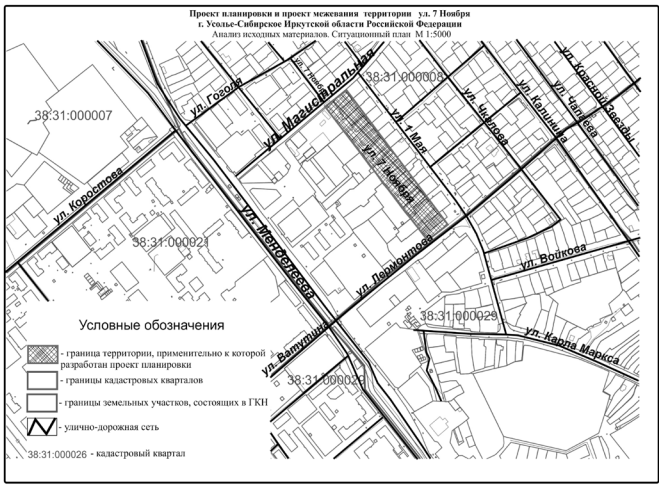 Проект планировки и проект межевания территории ул. 7 Ноября
г. Усолье-Сибирское Иркутской области Российской Федерации
Анализ исходных материалов. Ситуационный план М 1:5000
38:31:000007
ул. Гоголя
ул. 7 Ноября
ул. Магистральная
38:31:000008
ул. 1 Мая
ул. Чкалова
ул. Калинина
ул. Чапаева
ул. Красной Звезды
ул. Коростова
ул. 7 Ноября
38:31:000021
ул. Менделеева
ул. Лермонтова
ул. Войкова
38:31:000029
ул. Карла Маркса
ул. Ватутина
38:31:000029
Условные обозначения
- граница территории, применительно к которой
разработан проект планировки
- границы кадастровых кварталов
- границы земельных участков, состоящих в ГКН
- улично-дорожная сеть
38:31:000026 - кадастровый квартал